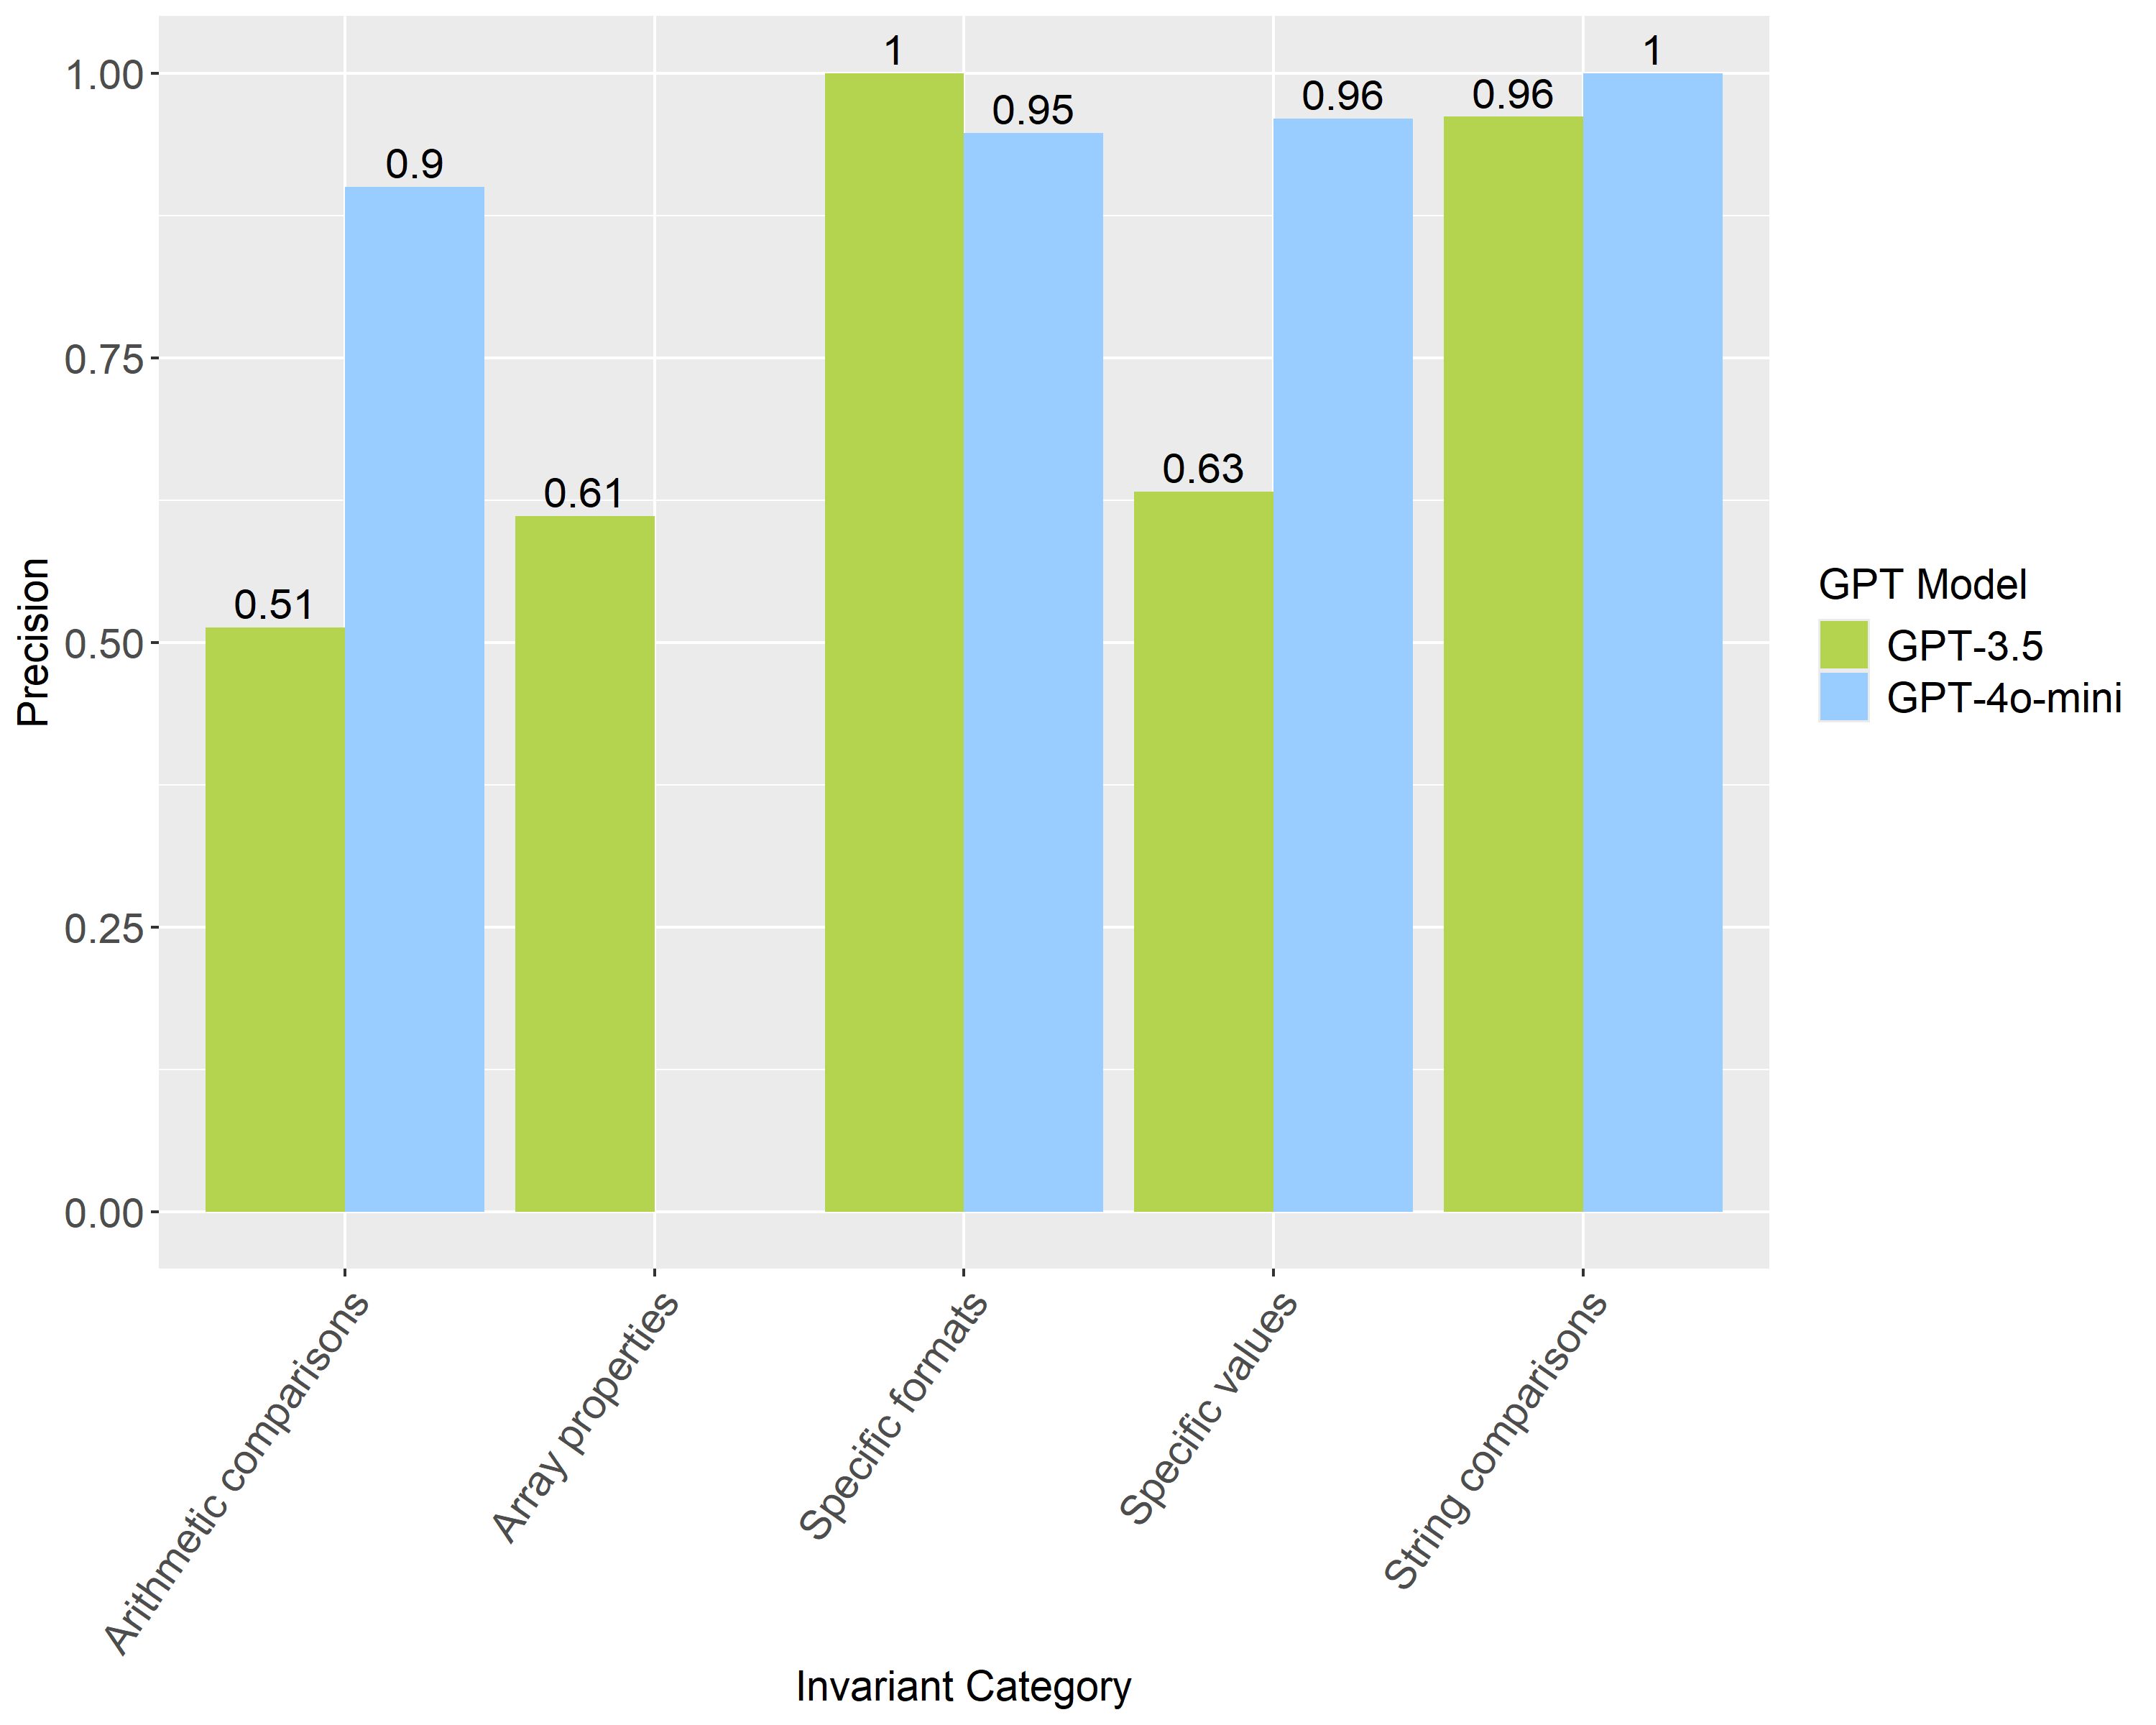 1
1
0.96
0.96
0.95
0.9
0.63
0.61
0.51
1.00
0.75
0.50
0.25
0.00
Precision
Arithmetic comparisons
Array properties
Specific formats
Specific values
String comparisons
Invariant Category
GPT Model
GPT-3.5
GPT-4o-mini